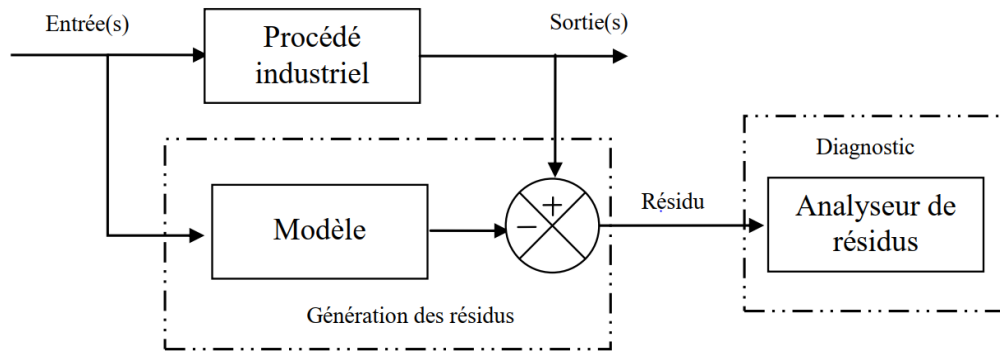 Entrée(s)
Procédé
industriel
Sortie(s)
Modèle
+
−
Résidu
Génération des résidus
Diagnostic
Analyseur de
résidus